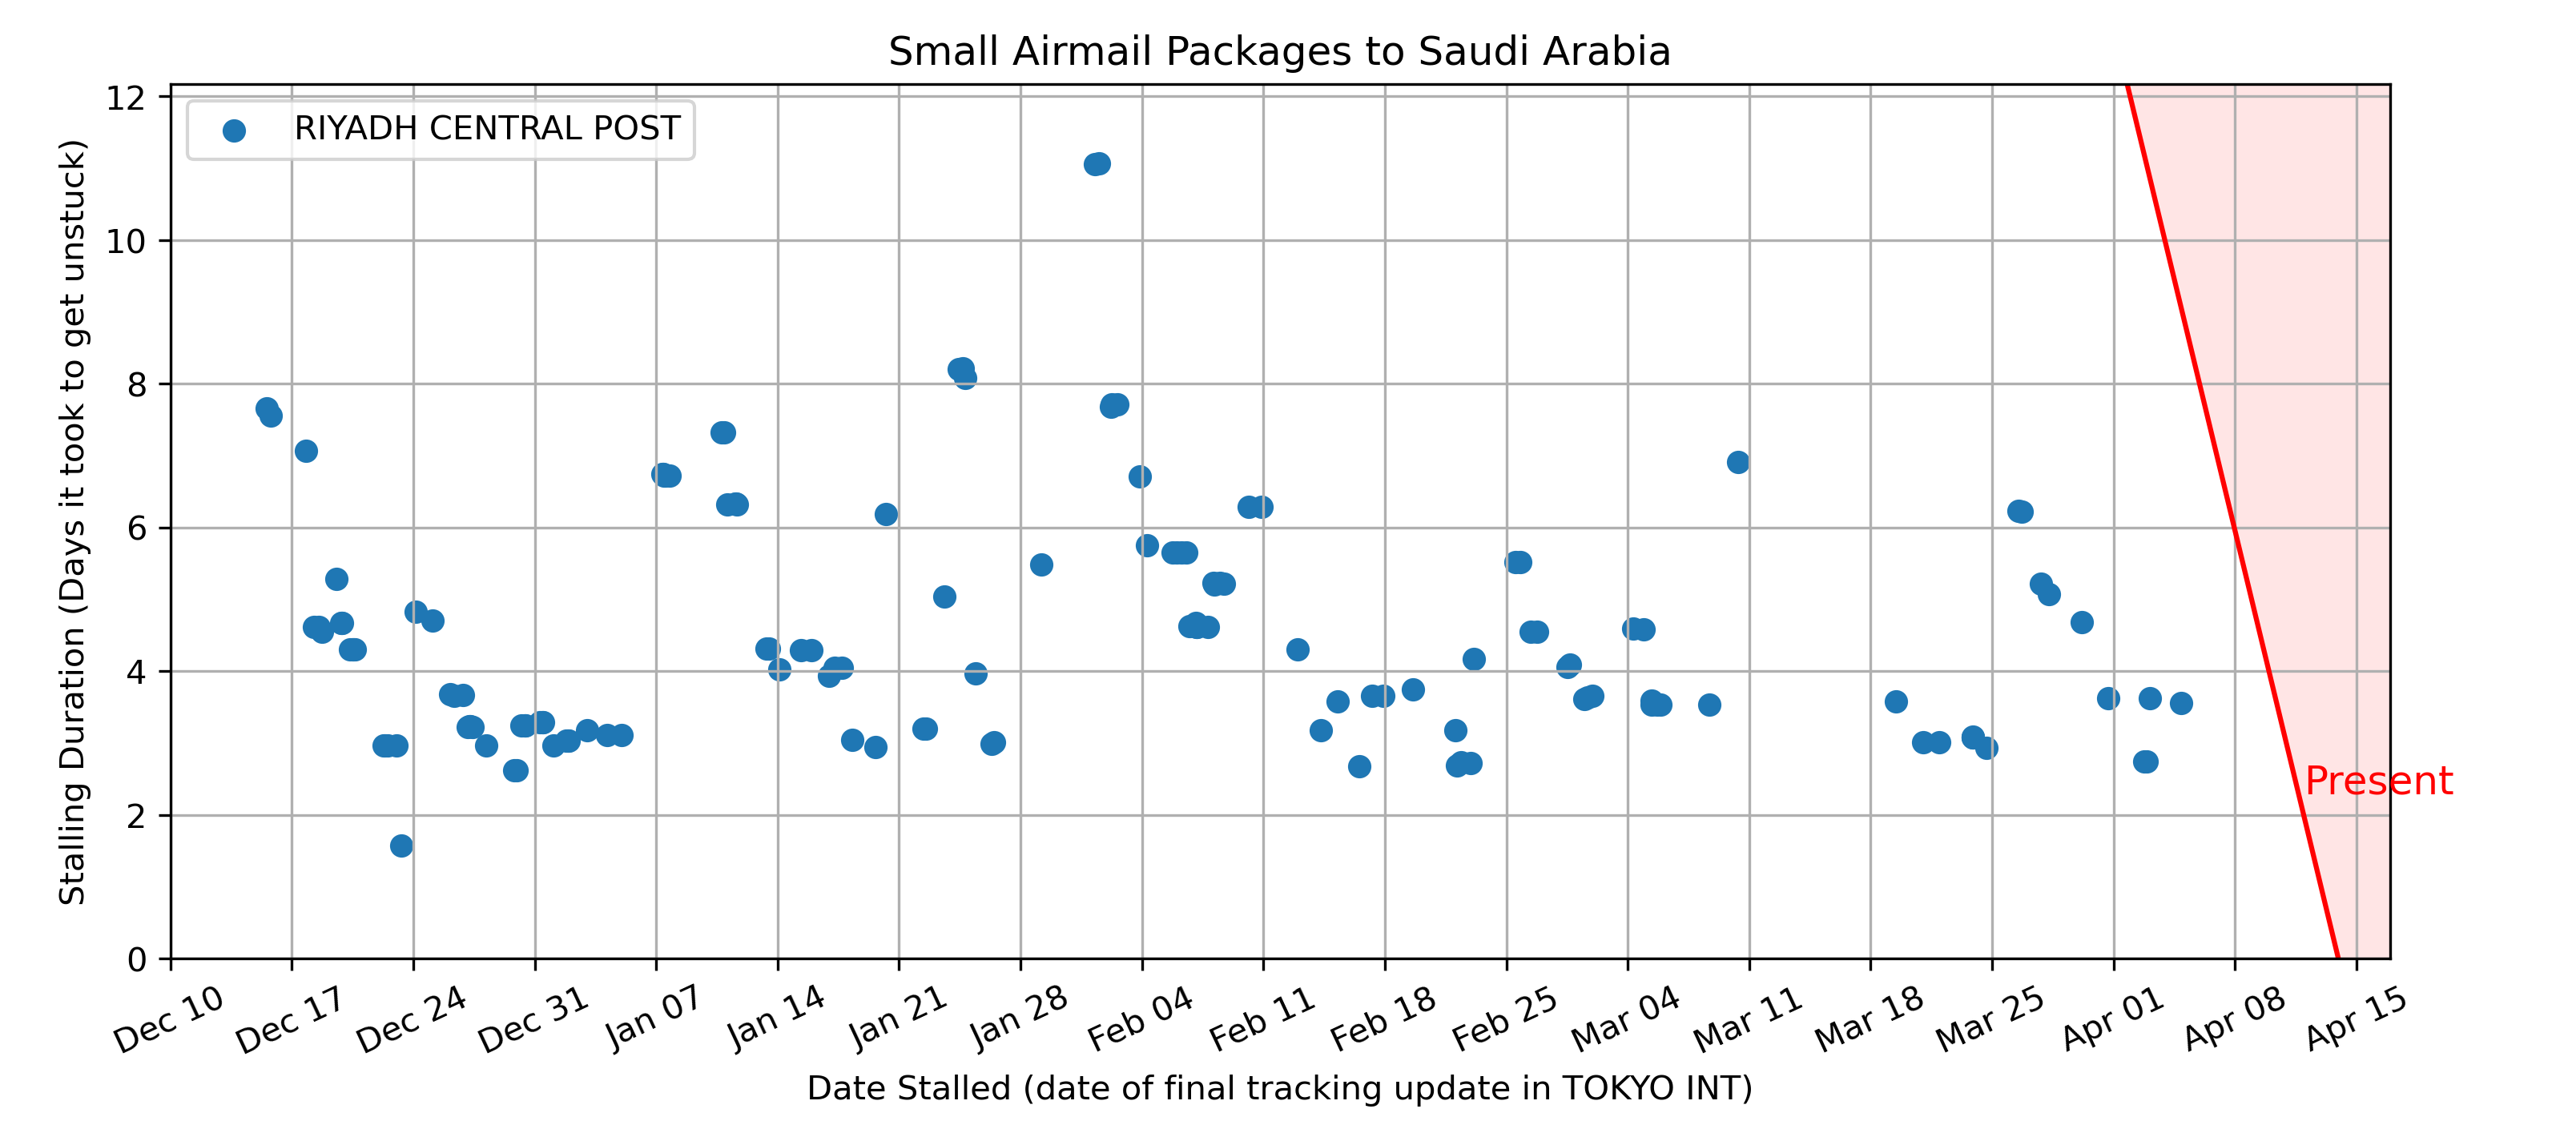 Small Airmail Packages to Saudi Arabia
RIYADH CENTRAL POST
Stalling Duration (Days it took to get unstuck)
12
10
8
6
4
2
0
Present
Dec 10
Dec 17
Dec 24
Dec 31
Jan 07
Jan 14
Jan 21
Jan 28
Feb 04
Feb 11
Feb 18
Feb 25
Mar 04
Mar 11
Mar 18
Mar 25
Apr 01
Apr 08
Apr 15
Date Stalled (date of final tracking update in TOKYO INT)